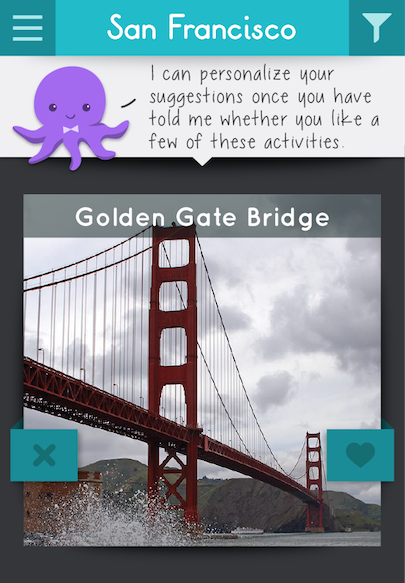 San Francisco
I can personalize your
suggestions once you have
told me whether you like a
few of these activities.
Golden Gate Bridge